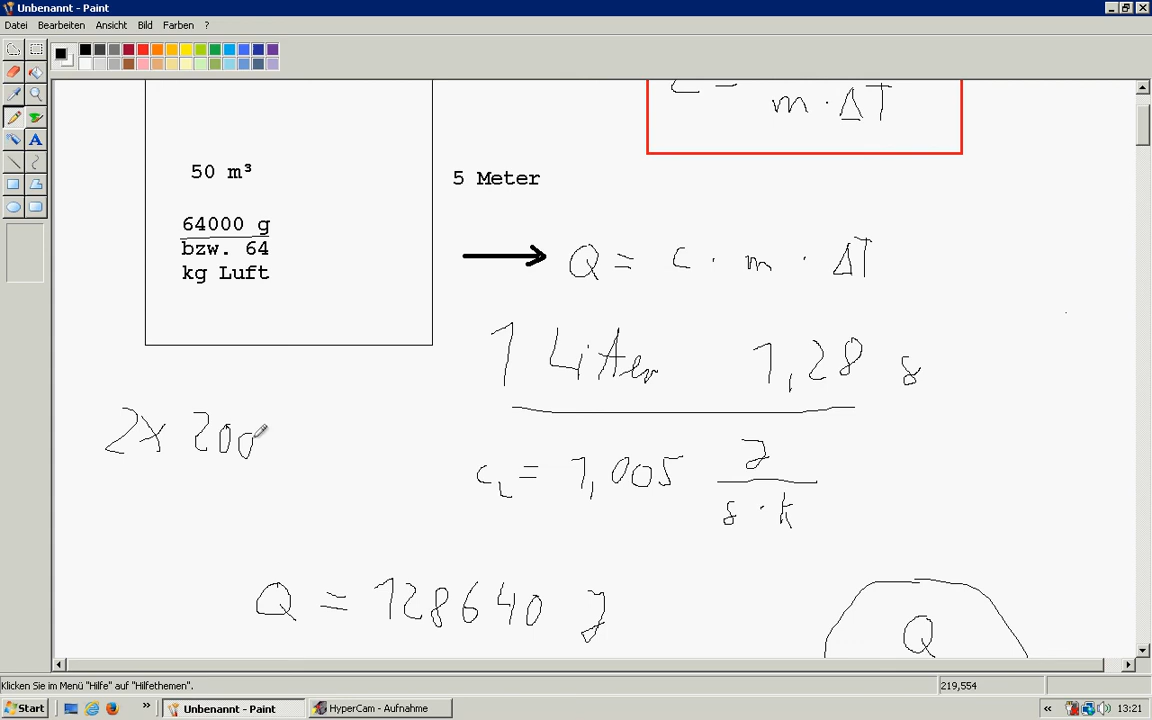 Unbenannt - Paint
Datei Bearbeiten Ansicht Bild Farben ?
m · ΔT
50 m³
5 Meter
64000 g
bzw. 64
kg Luft
Q = c · m · ΔT
1 Liter 1,28 g
2x 200
c_L = 1,005 J
g · K
Q = 128640 J
Q
Klicken Sie im Menü "Hilfe" auf "Hilfethemen".
219,554
Start
»
Unbenannt - Paint
HyperCam - Aufnahme
«
13:21